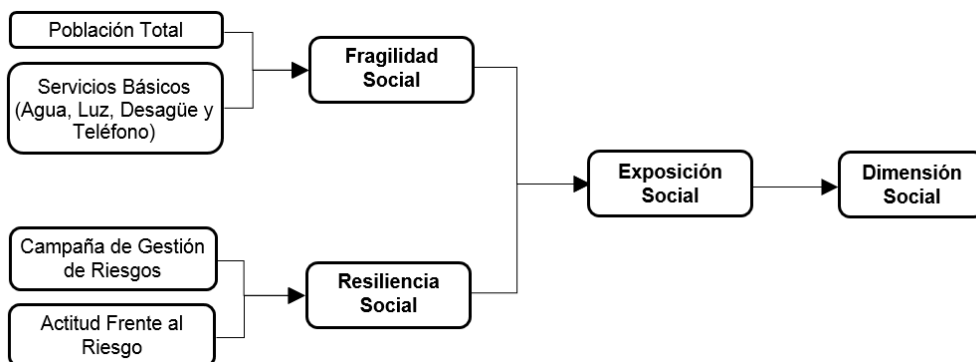 Población Total
Servicios Básicos
(Agua, Luz, Desagüe y
Teléfono)
Fragilidad
Social
Campaña de Gestión
de Riesgos
Actitud Frente al
Riesgo
Resiliencia
Social
Exposición
Social
Dimensión
Social